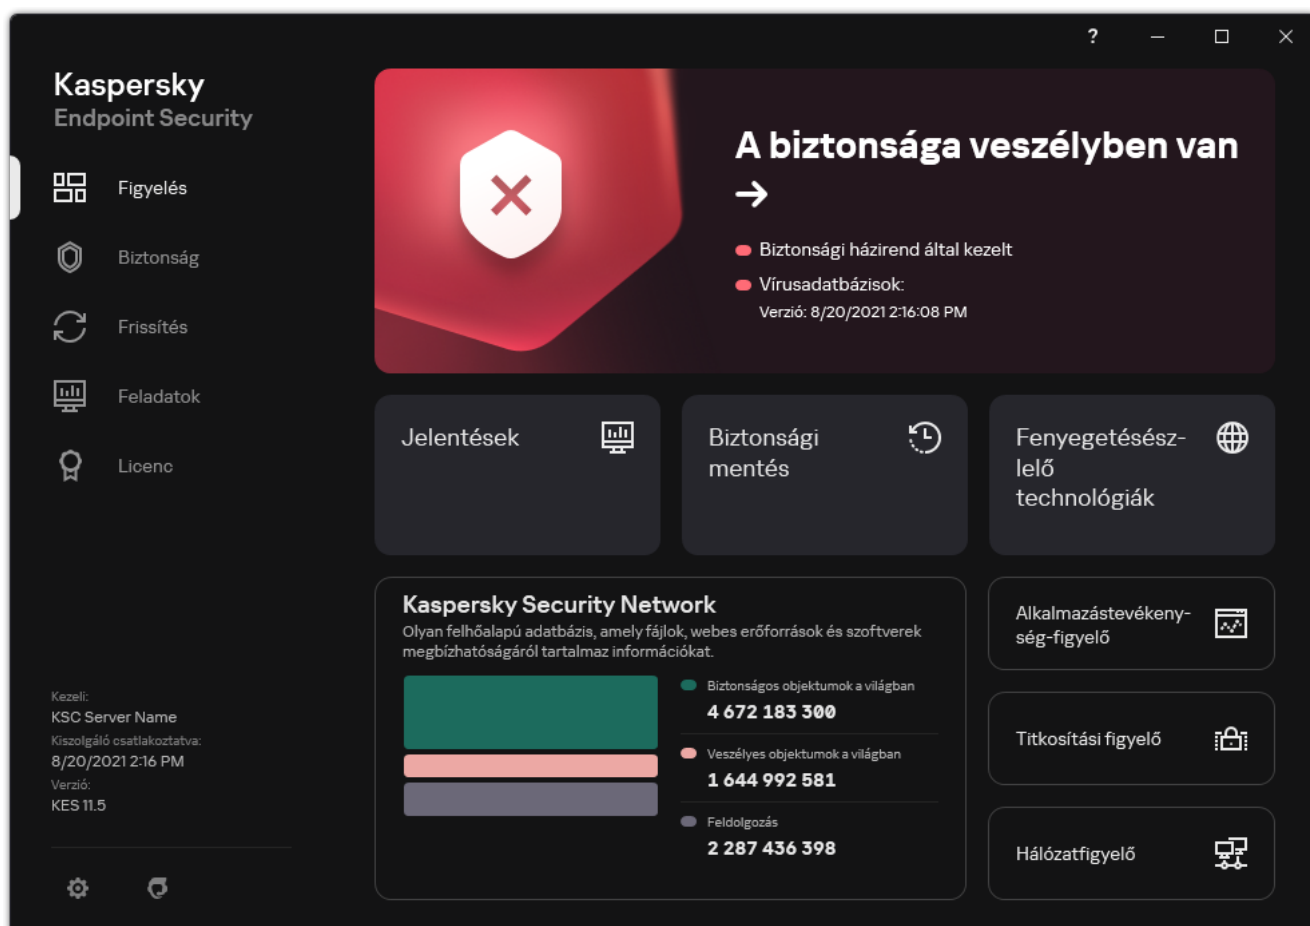 ?
Kaspersky
Endpoint Security
Figyelés
Biztonság
Frissítés
Feladatok
Licenc
Kezeli:
KSC Server Name
Kiszolgáló csatlakoztatva:
8/20/2021 2:16 PM
Verzió:
KES 11.5
A biztonsága veszélyben van
Biztonsági házirend által kezelt
Vírusadatbázisok:
Verzió: 8/20/2021 2:16:08 PM
Jelentések
Biztonsági
mentés
Fenyegetésész-
lelő
technológiák
Kaspersky Security Network
Olyan felhőalapú adatbázis, amely fájlok, webes erőforrások és szoftverek
megbízhatóságáról tartalmaz információkat.
Biztonságos objektumok a világban
4 672 183 300
Veszélyes objektumok a világban
1 644 992 581
Feldolgozás
2 287 436 398
Alkalmazástevékeny-
ség-figyelő
Titkosítási figyelő
Hálózatfigyelő